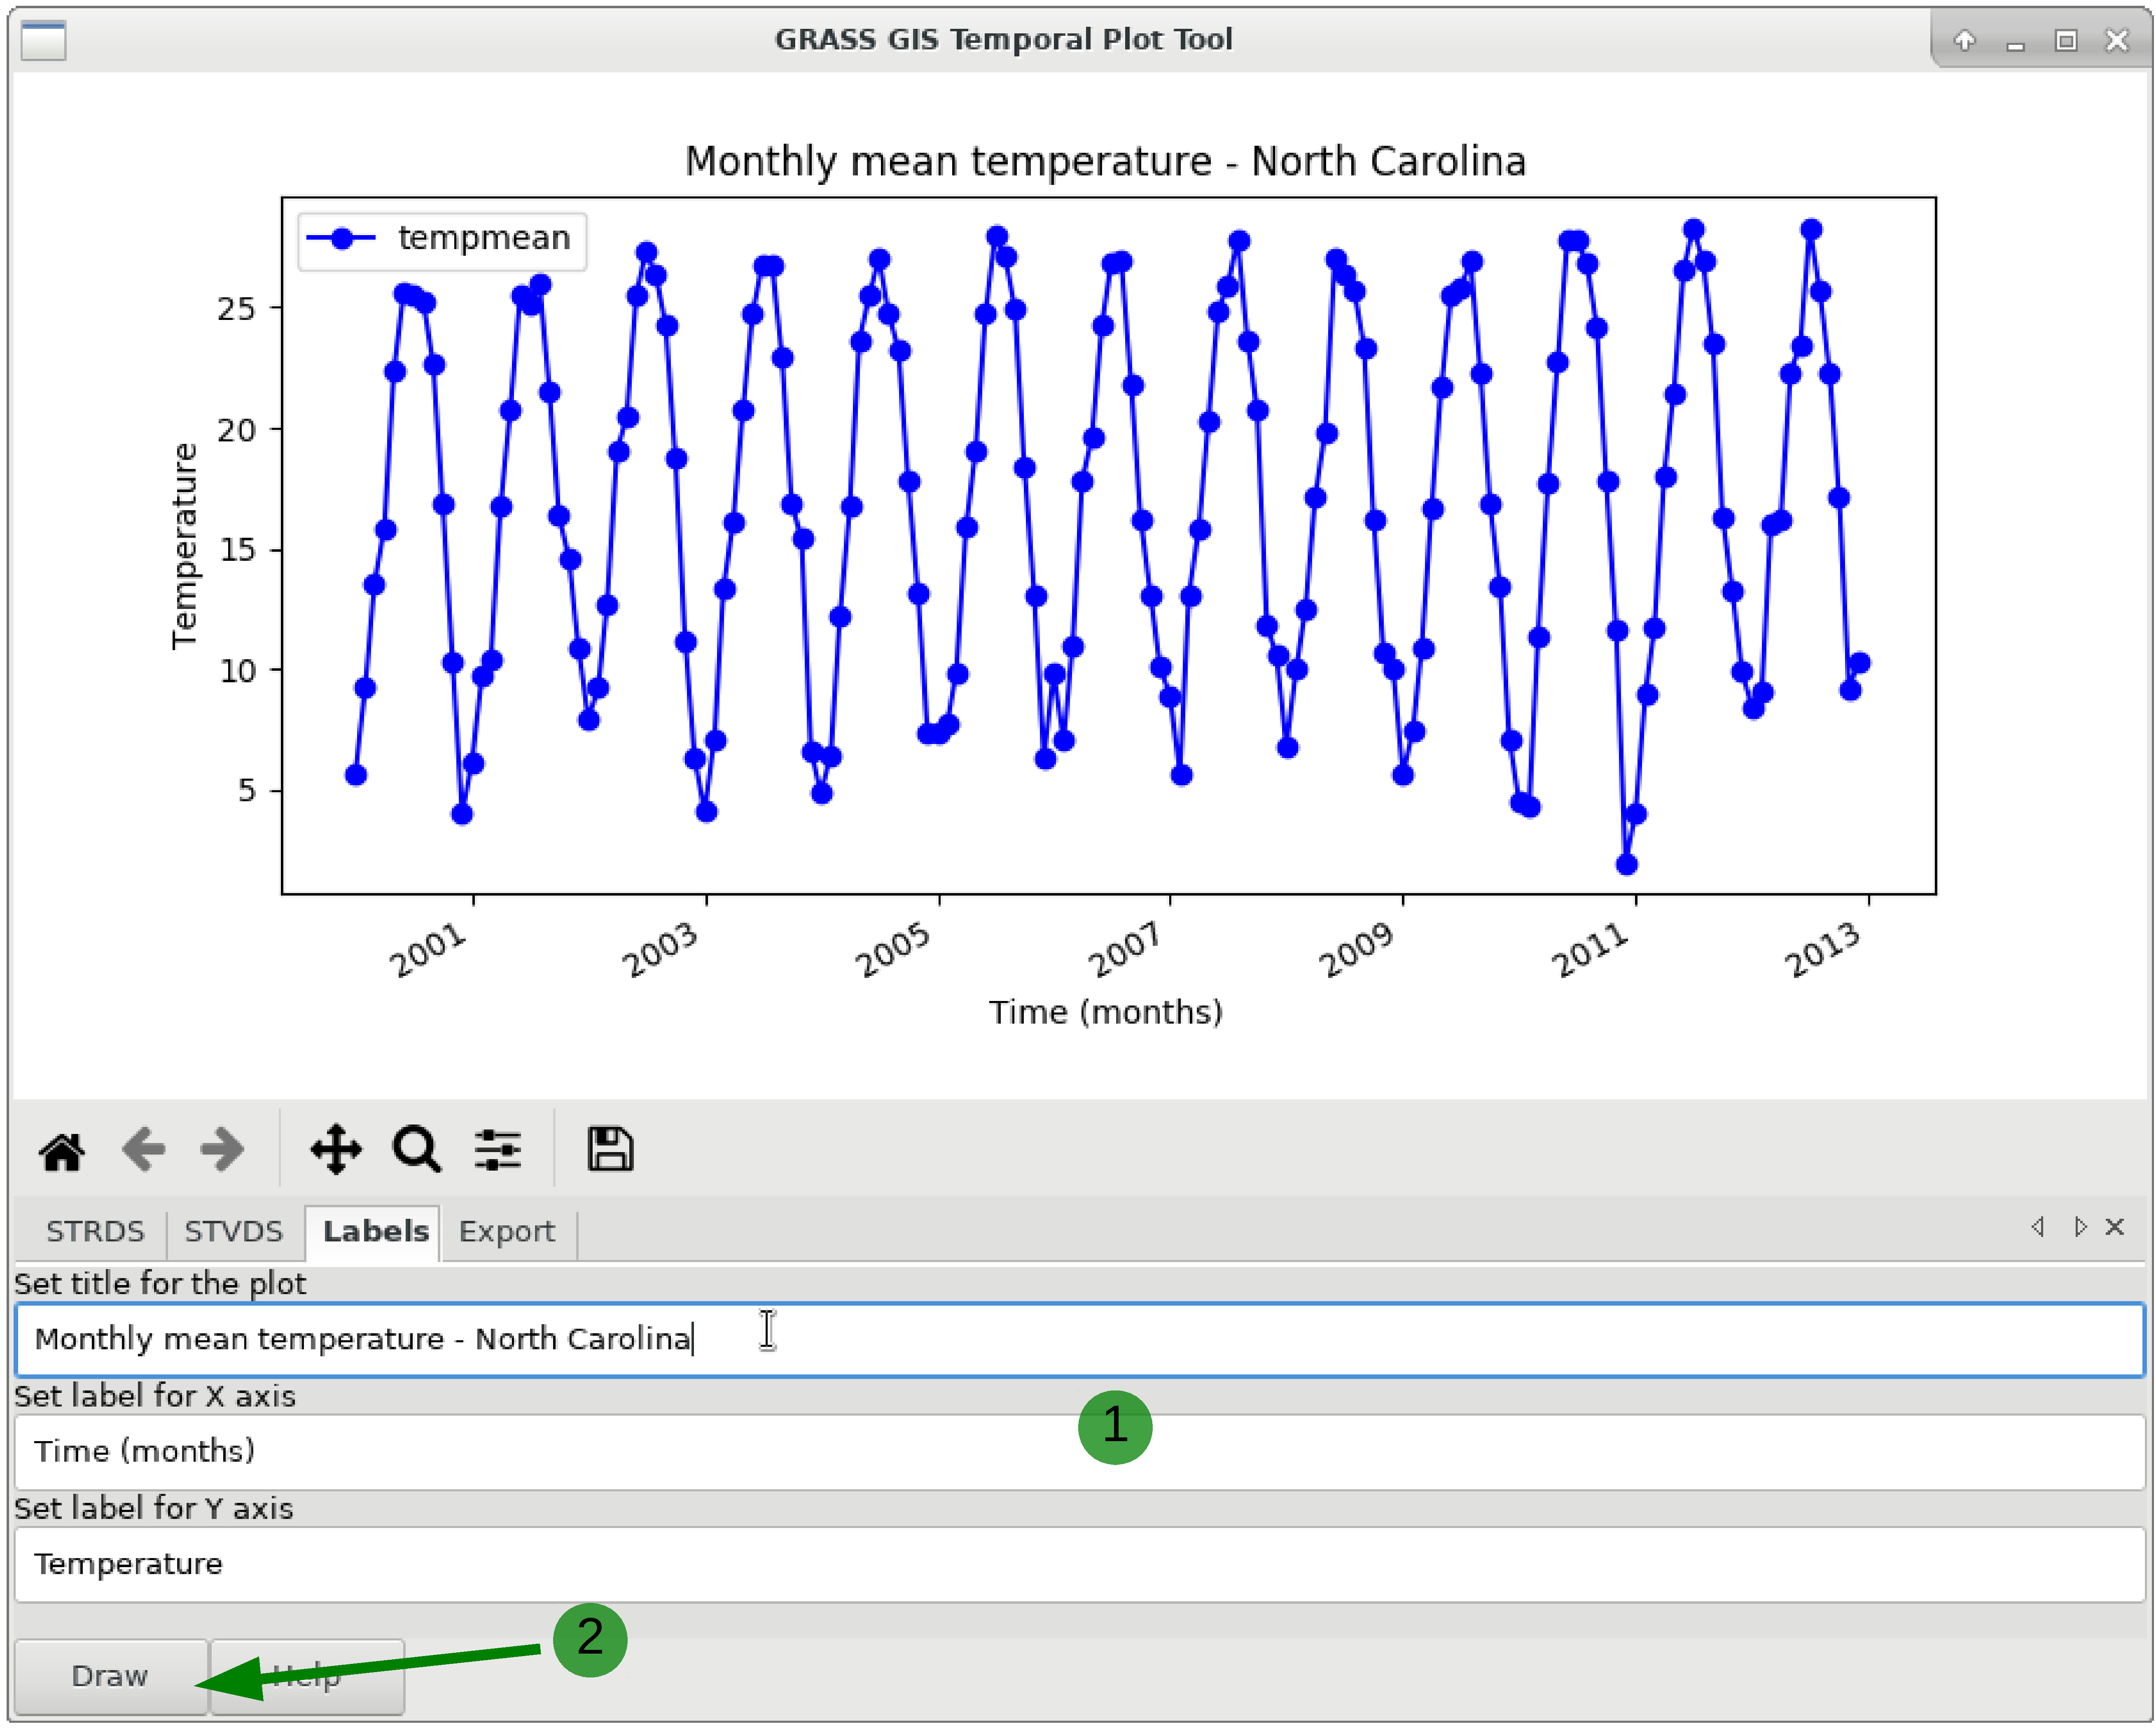 GRASS GIS Temporal Plot Tool
Monthly mean temperature - North Carolina
tempmean
25
20
15
10
5
Temperature
2001 2003 2005 2007 2009 2011 2013
Time (months)
STRDS STVDS Labels Export
Set title for the plot
Monthly mean temperature - North Carolina
Set label for X axis
1
Time (months)
Set label for Y axis
Temperature
2
Draw Help